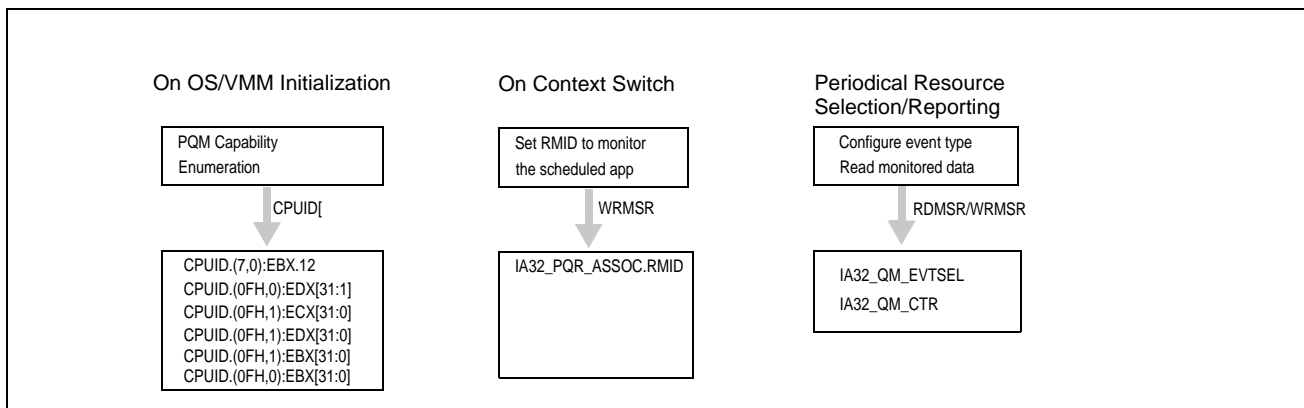 On OS/VMM Initialization
PQM Capability
Enumeration
CPUID[
CPUID.(7,0):EBX.12
CPUID.(0FH,0):EDX[31:1]
CPUID.(0FH,1):ECX[31:0]
CPUID.(0FH,1):EDX[31:0]
CPUID.(0FH,1):EBX[31:0]
CPUID.(0FH,0):EBX[31:0]
On Context Switch
Set RMID to monitor
the scheduled app
WRMSR
IA32_PQR_ASSOC.RMID
Periodical Resource
Selection/Reporting
Configure event type
Read monitored data
RDMSR/WRMSR
IA32_QM_EVTSEL
IA32_QM_CTR